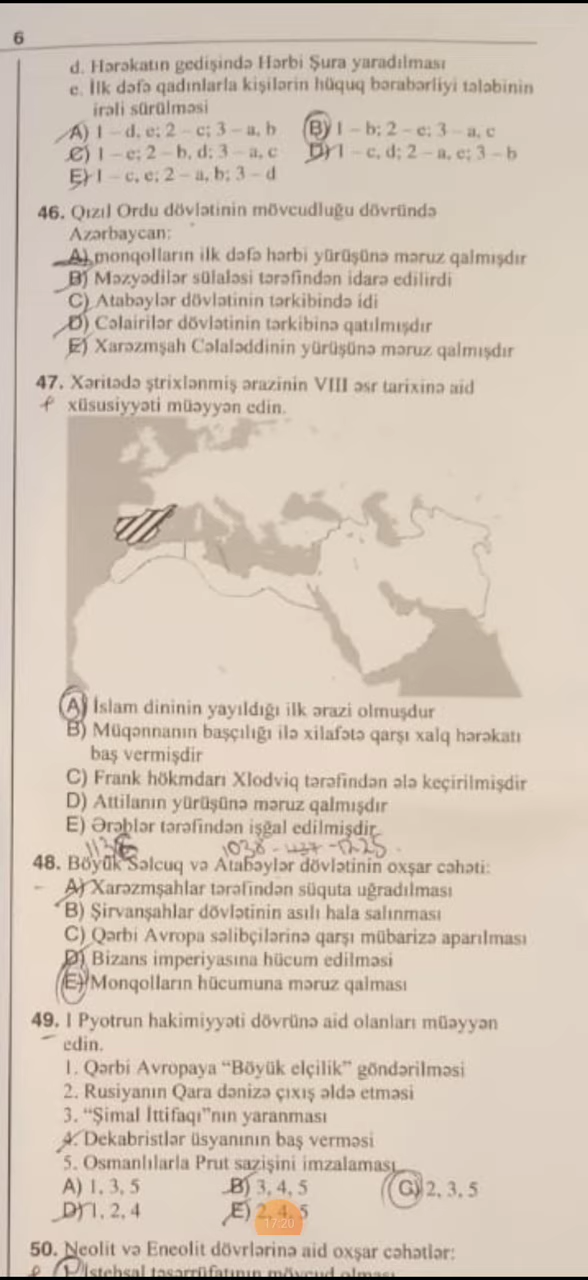 6
d. Hərəkatın gedişində Hərbi Şura yaradılması
e. İlk dəfə qadınlarla kişilərin hüquq bərabərliyi tələbinin
irəli sürülməsi
A) 1 – d, e; 2 – c; 3 – a, b B) 1 – b; 2 – e; 3 – a, c
C) 1 – e; 2 – b, d; 3 – a, c D) 1 – c, d; 2 – a, e; 3 – b
E) 1 – c, e; 2 – a, b; 3 – d
46. Qızıl Ordu dövlətinin mövcudluğu dövründə
Azərbaycan:
A) monqolların ilk dəfə hərbi yürüşünə məruz qalmışdır
B) Məzyədilər sülaləsi tərəfindən idarə edilirdi
C) Atabəylər dövlətinin tərkibində idi
D) Cəlairilər dövlətinin tərkibinə qatılmışdır
E) Xarəzmşah Cəlaləddinin yürüşünə məruz qalmışdır
47. Xəritədə ştrixlənmiş ərazinin VIII əsr tarixinə aid
xüsusiyyəti müəyyən edin.
A) İslam dininin yayıldığı ilk ərazi olmuşdur
B) Müqənnanın başçılığı ilə xilafətə qarşı xalq hərəkatı
baş vermişdir
C) Frank hökmdarı Xlodviq tərəfindən ələ keçirilmişdir
D) Attilanın yürüşünə məruz qalmışdır
E) Ərəblər tərəfindən işğal edilmişdir
48. Böyük Səlcuq və Atabəylər dövlətinin oxşar cəhəti:
A) Xarəzmşahlar tərəfindən süquta uğradılması
B) Şirvanşahlar dövlətinin asılı hala salınması
C) Qərbi Avropa səlibçilərinə qarşı mübarizə aparılması
D) Bizans imperiyasına hücum edilməsi
E) Monqolların hücumuna məruz qalması
49. I Pyotrun hakimiyyəti dövrünə aid olanları müəyyən
edin.
1. Qərbi Avropaya “Böyük elçilik” göndərilməsi
2. Rusiyanın Qara dənizə çıxış əldə etməsi
3. “Şimal İttifaqı”nın yaranması
4. Dekabristlər üsyanının baş verməsi
5. Osmanlılarla Prut sazişini imzalaması
A) 1, 3, 5 B) 3, 4, 5 C) 2, 3, 5
D) 1, 2, 4 E) 2, 4, 5
17:20
50. Neolit və Eneolit dövrlərinə aid oxşar cəhətlər:
1. İstehsal təsərrüfatının mövcud olması